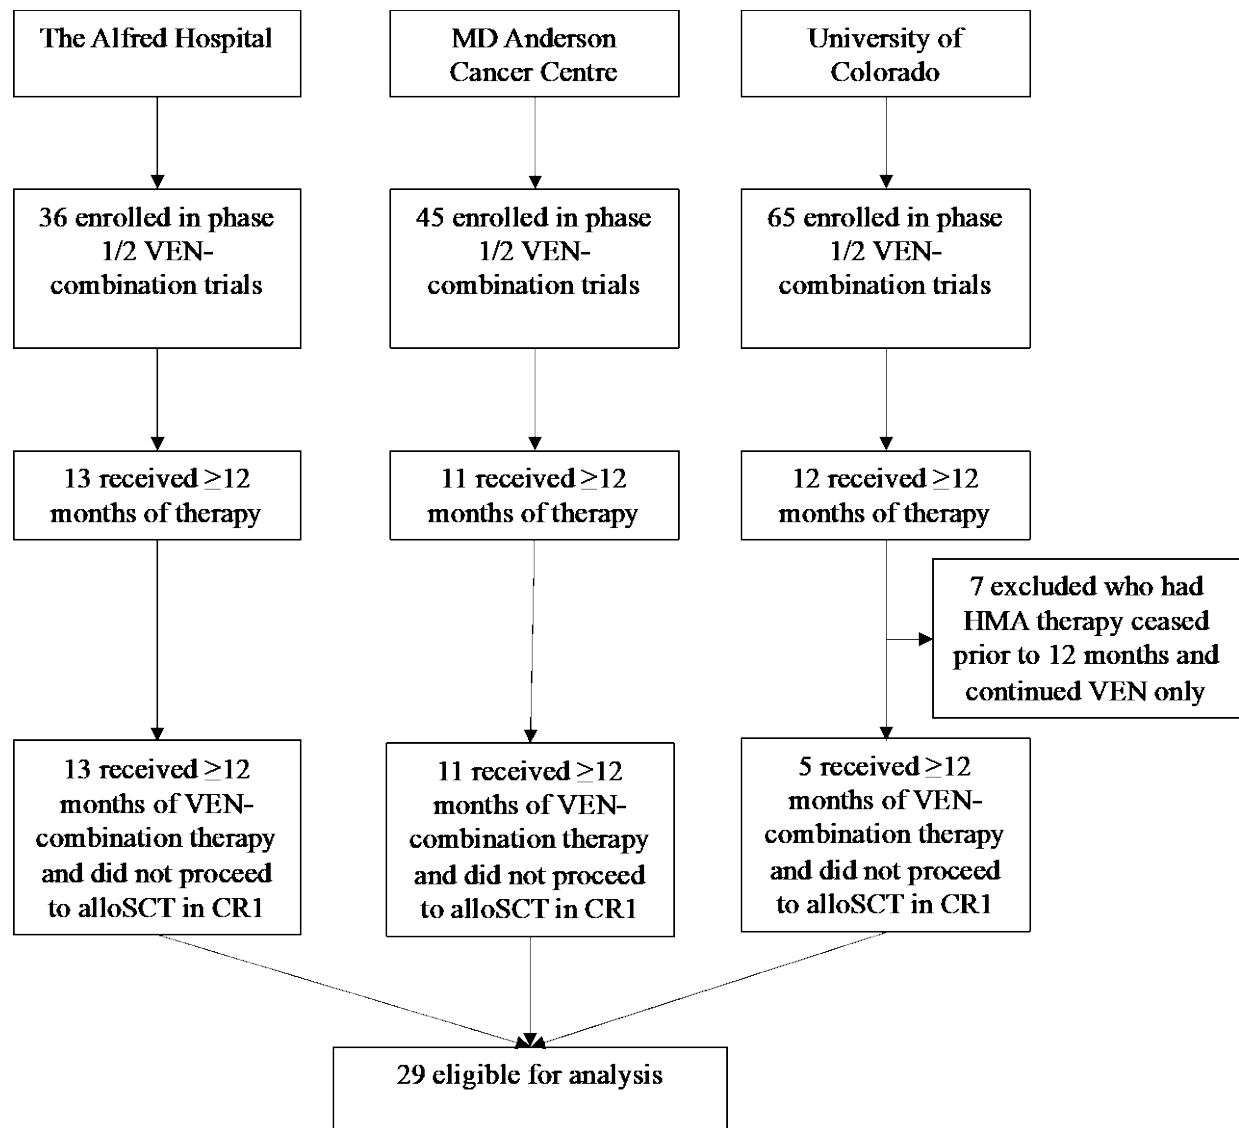 The Alfred Hospital
MD Anderson
Cancer Centre
University of
Colorado
36 enrolled in phase
1/2 VEN-
combination trials
45 enrolled in phase
1/2 VEN-
combination trials
65 enrolled in phase
1/2 VEN-
combination trials
13 received ≥12
months of therapy
11 received ≥12
months of therapy
12 received ≥12
months of therapy
7 excluded who had
HMA therapy ceased
prior to 12 months and
continued VEN only
13 received ≥12
months of VEN-
combination therapy
and did not proceed
to alloSCT in CR1
11 received ≥12
months of VEN-
combination therapy
and did not proceed
to alloSCT in CR1
5 received ≥12
months of VEN-
combination therapy
and did not proceed
to alloSCT in CR1
29 eligible for analysis